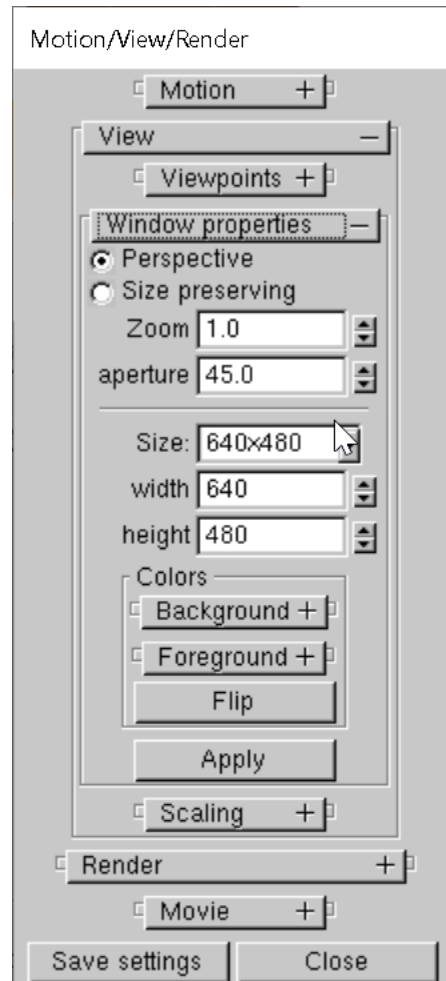 Motion/View/Render
Motion +
View −
Viewpoints +
Window properties −
Perspective
Size preserving
Zoom 1.0
aperture 45.0
Size: 640x480
width 640
height 480
Colors
Background +
Foreground +
Flip
Apply
Scaling +
Render +
Movie +
Save settings Close